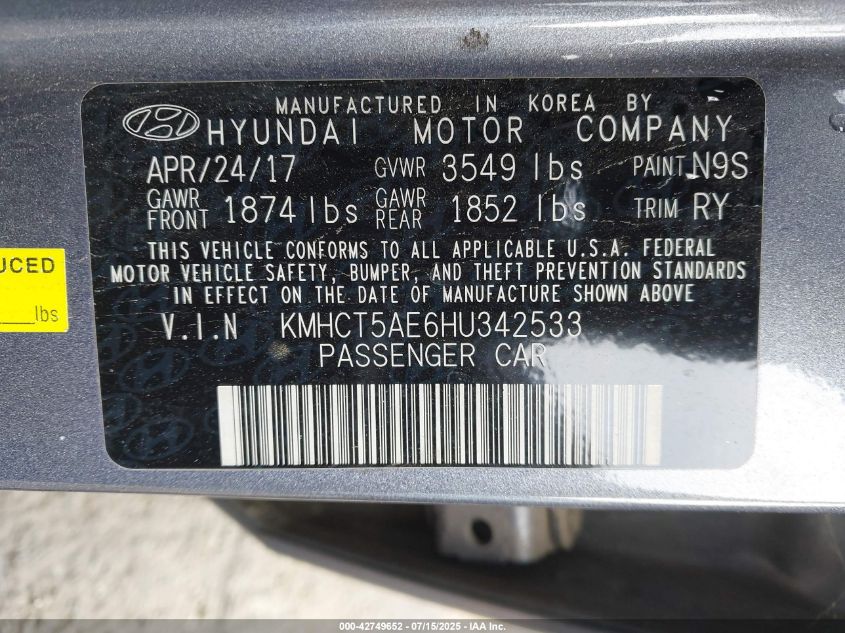 MANUFACTURED IN KOREA BY
HYUNDAI MOTOR COMPANY
APR/24/17 GVWR 3549 lbs PAINT N9S
GAWR FRONT 1874 lbs GAWR REAR 1852 lbs TRIM RY
THIS VEHICLE CONFORMS TO ALL APPLICABLE U.S.A. FEDERAL
MOTOR VEHICLE SAFETY, BUMPER, AND THEFT PREVENTION STANDARDS
IN EFFECT ON THE DATE OF MANUFACTURE SHOWN ABOVE
V.I.N KMHCT5AE6HU342533
PASSENGER CAR
UCED
lbs
000-42749652 - 07/15/2025 - IAA Inc.